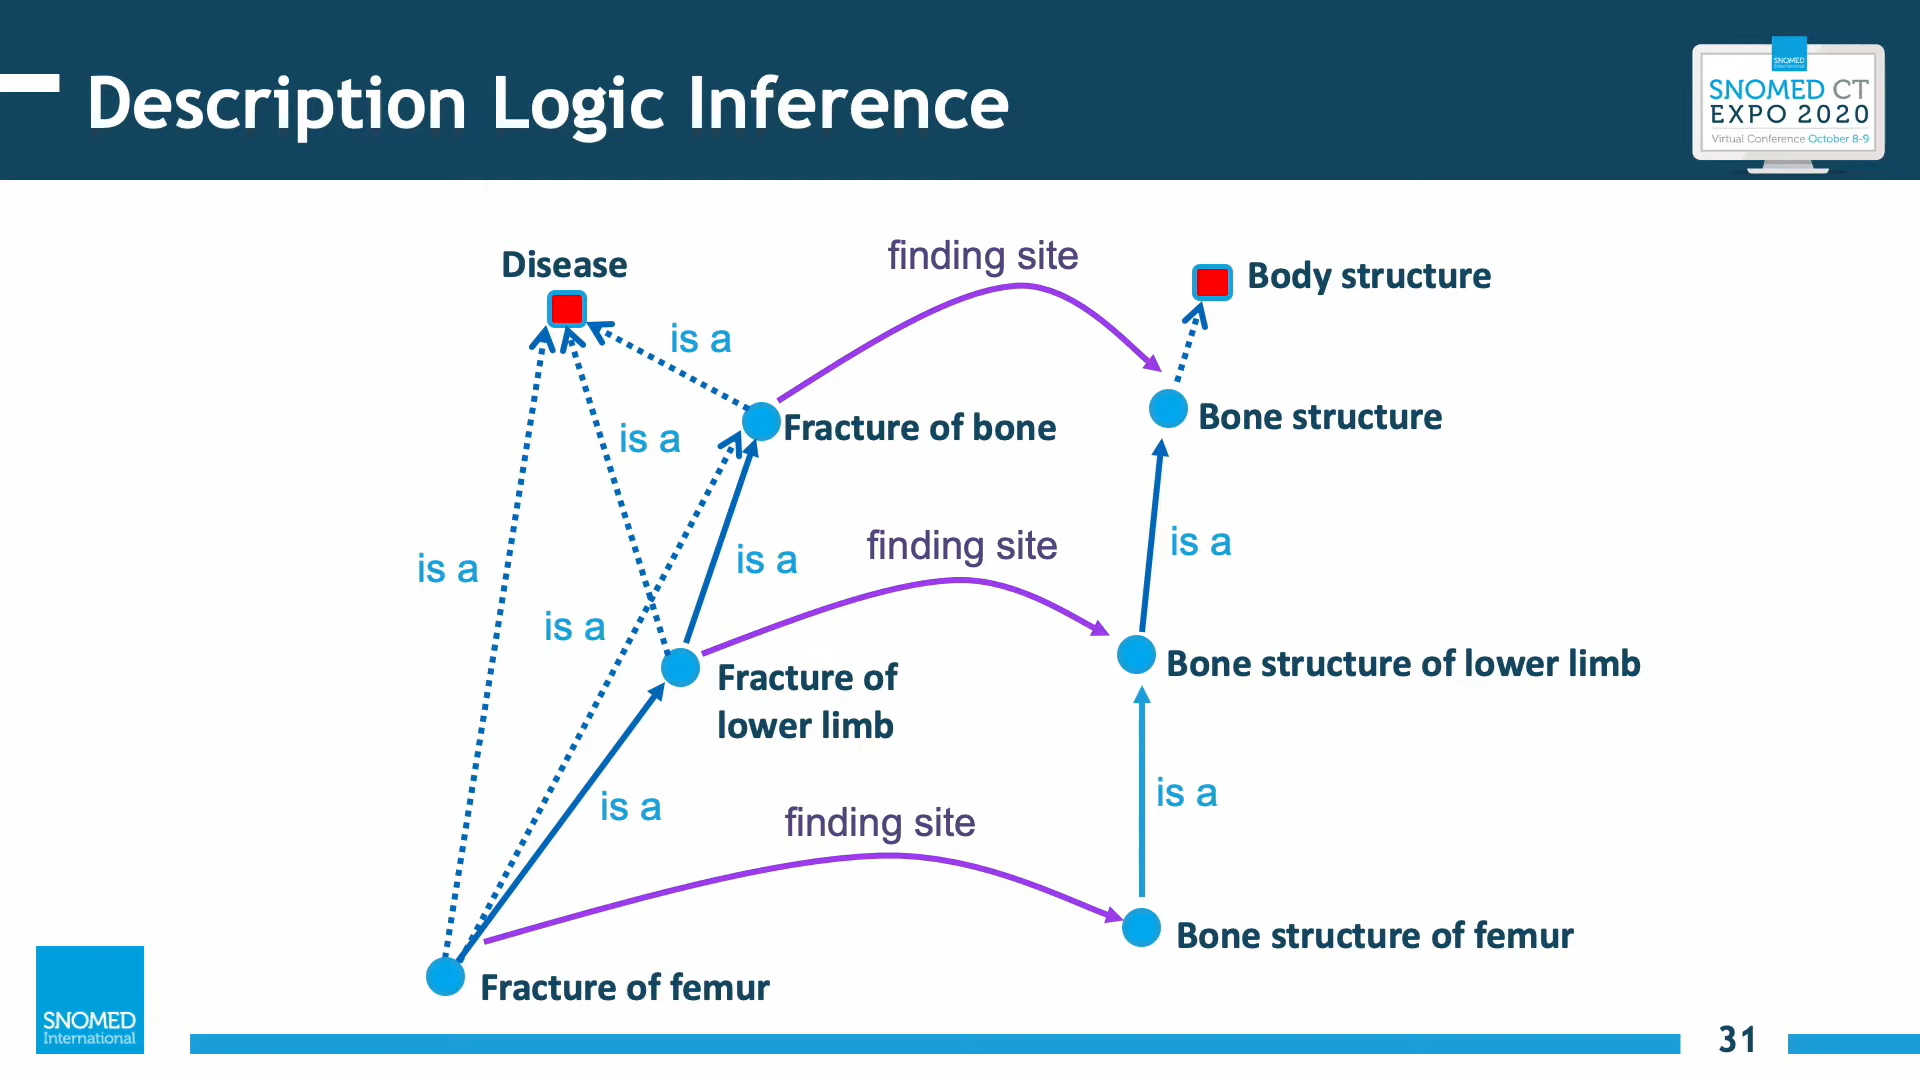 Description Logic Inference
SNOMED
International
SNOMED CT
EXPO 2020
Virtual Conference October 8-9
Disease
finding site
Body structure
is a
Fracture of bone
Bone structure
is a
is a
finding site
is a
is a
is a
Fracture of
lower limb
Bone structure of lower limb
is a
finding site
is a
Bone structure of femur
Fracture of femur
SNOMED
International
31